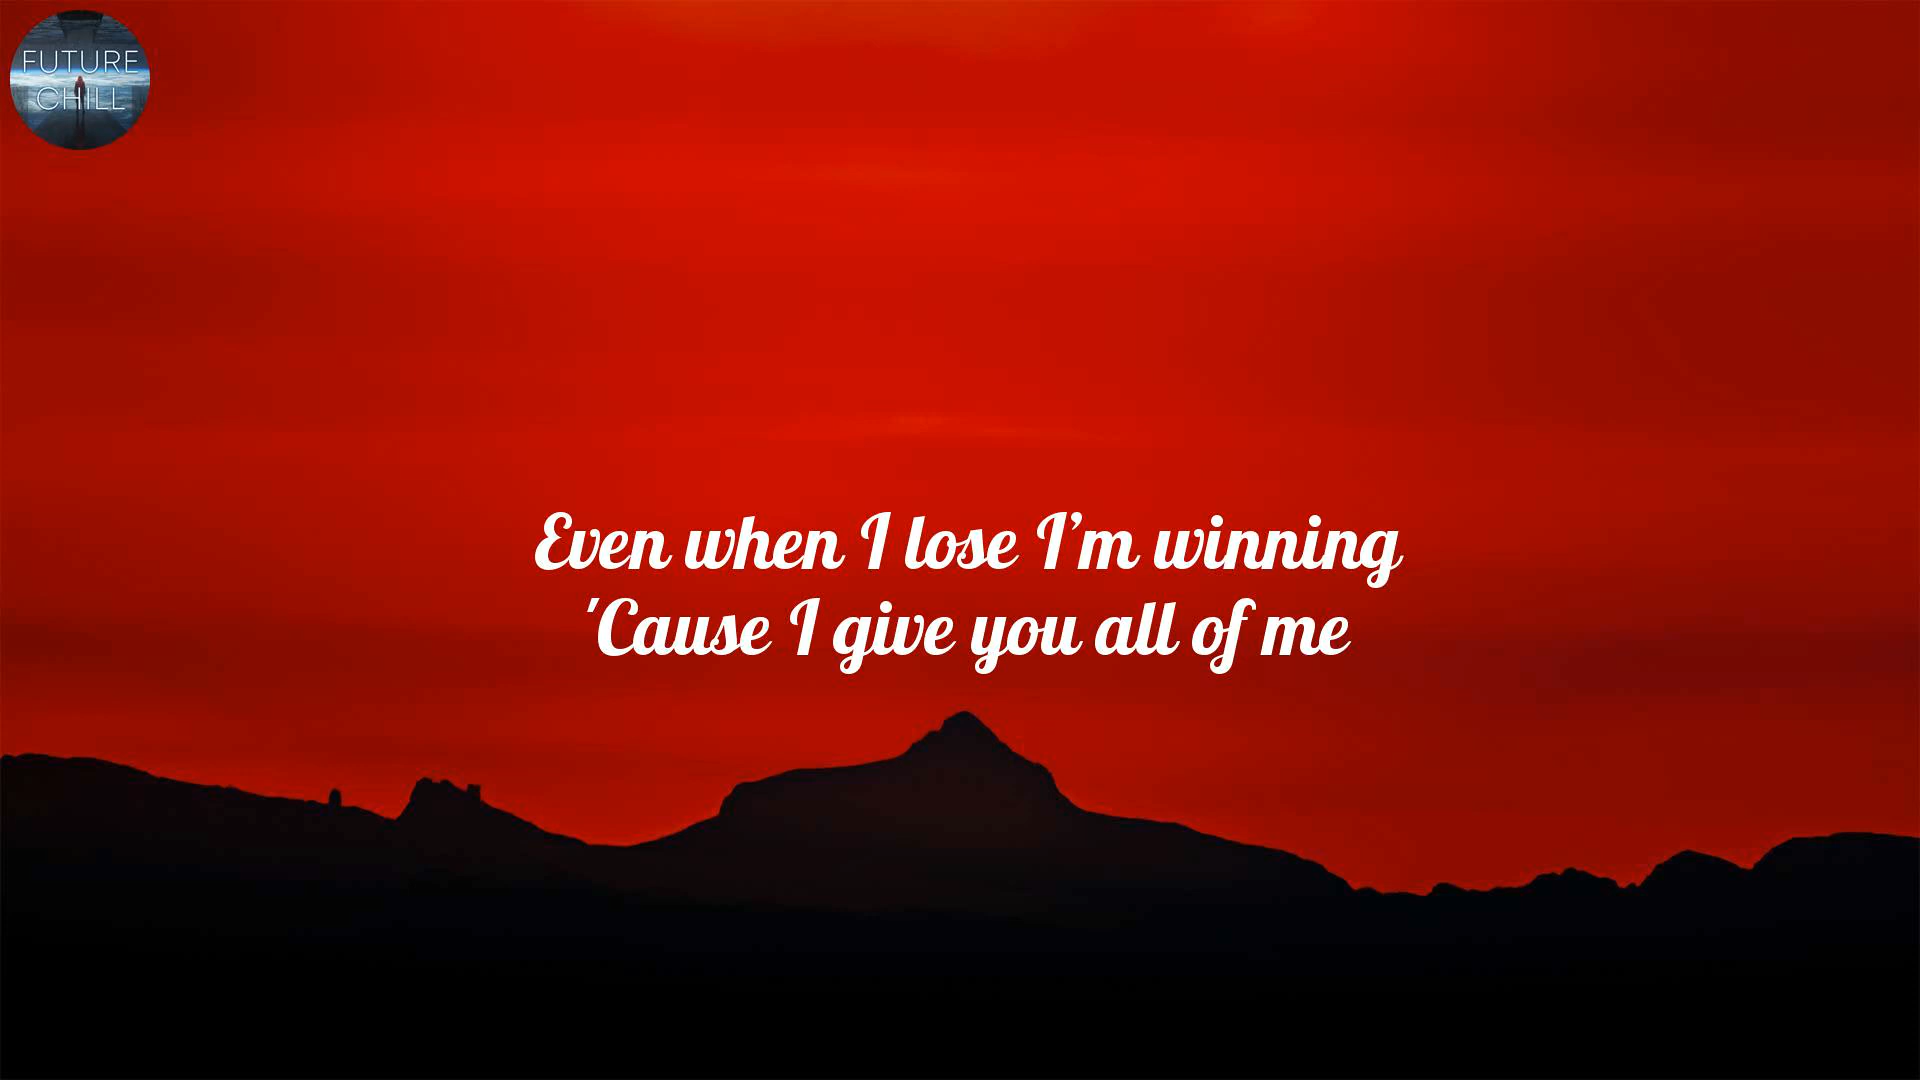 FUTURE
CHILL
Even when I lose I’m winning
'Cause I give you all of me